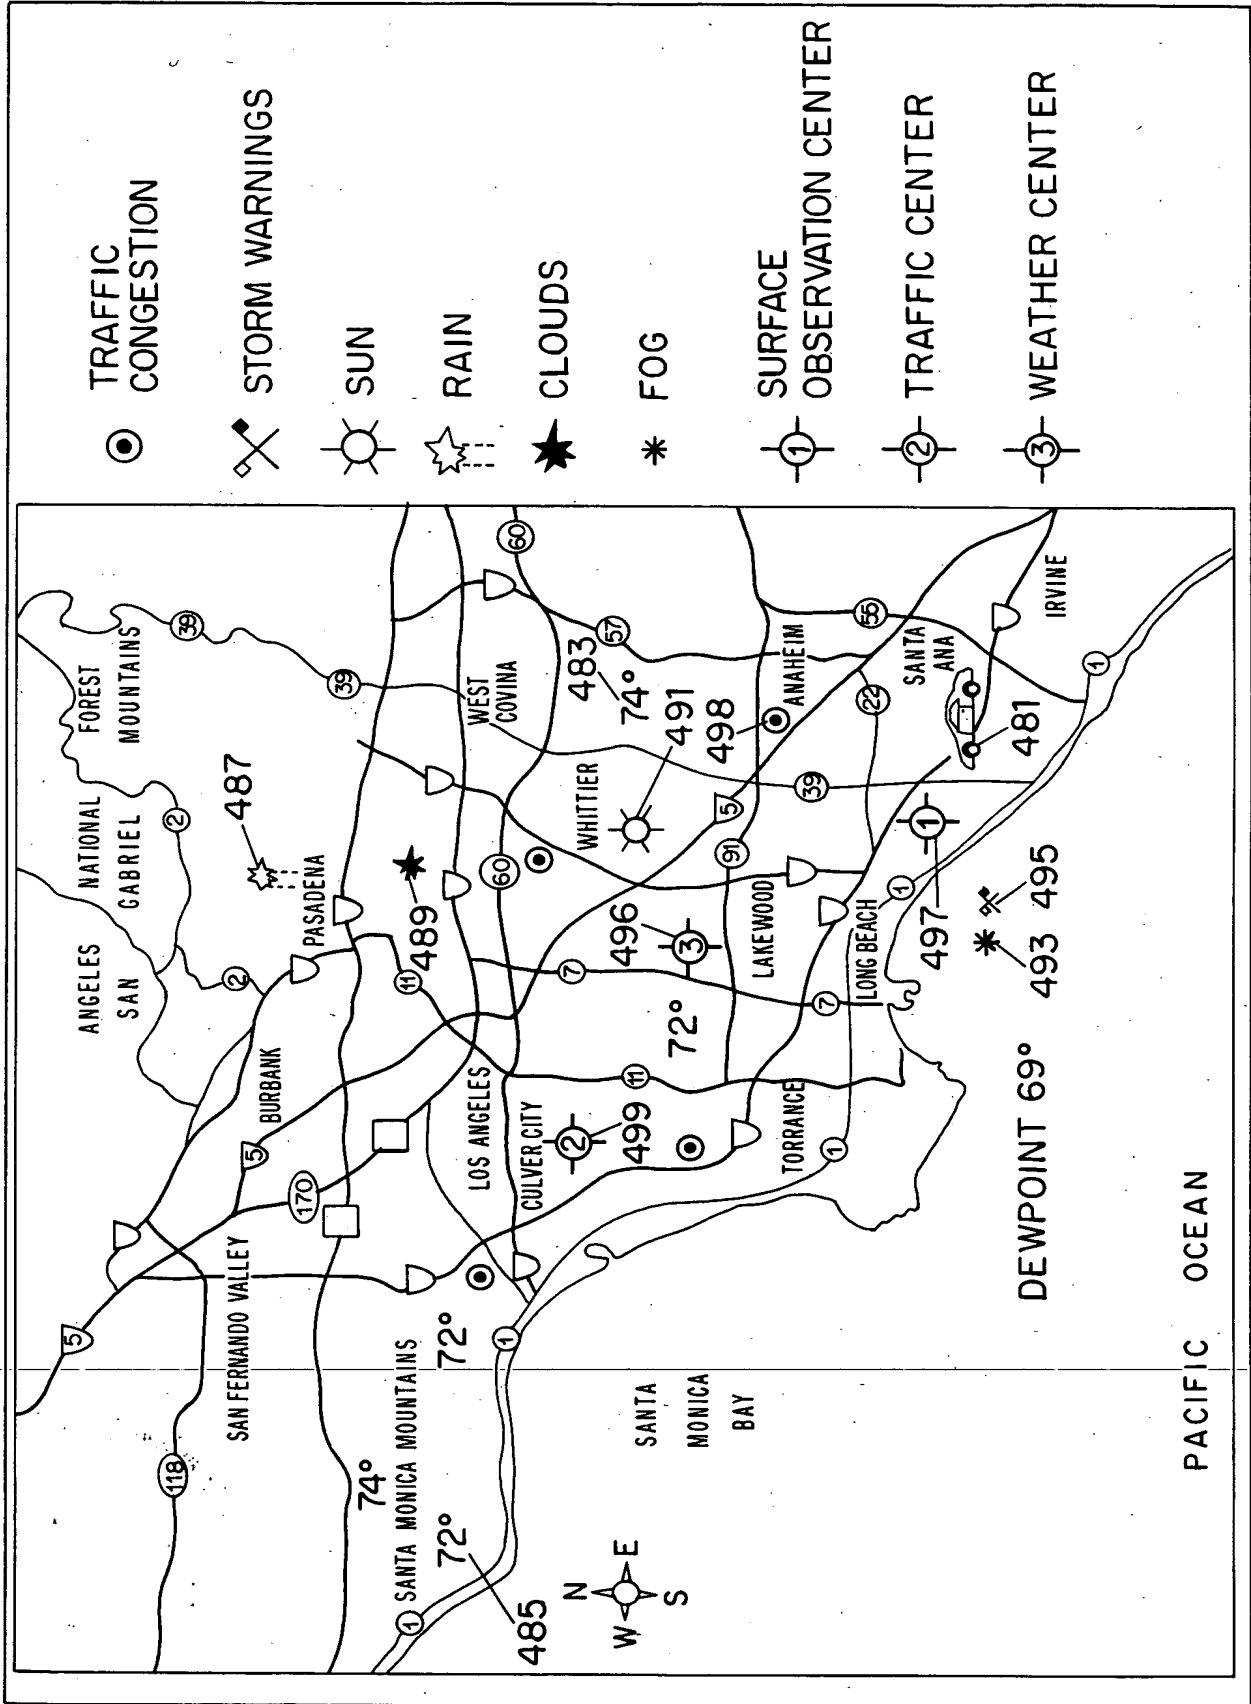 TRAFFIC
CONGESTION
STORM WARNINGS
SUN
RAIN
CLOUDS
FOG
1 SURFACE
OBSERVATION CENTER
2 TRAFFIC CENTER
3 WEATHER CENTER
ANGELES NATIONAL FOREST
SAN GABRIEL MOUNTAINS
5
118
2
2
39
39
487
PASADENA
BURBANK
5
170
SAN FERNANDO VALLEY
11
489
74°
SANTA MONICA MOUNTAINS
72°
72°
485
1
1
LOS ANGELES
CULVER CITY
2
499
60
60
WEST
COVINA
57
483
74°
491
WHITTIER
7
496
3
72°
11
5
498
91
ANAHEIM
39
LAKEWOOD
TORRANCE
1
7
LONG BEACH
1
22
55
SANTA
ANA
481
IRVINE
1
1
497
493
495
DEWPOINT 69°
SANTA
MONICA
BAY
N
W E
S
PACIFIC OCEAN